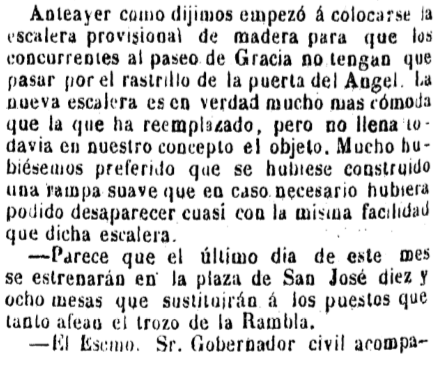 Anteayer como dijimos empezó á colocarse la
escalera provisional de madera para que los
concurrentes al paseo de Gracia no tengan que
pasar por el rastrillo de la puerta del Angel. La
nueva escalera es en verdad mucho mas cómoda
que la que ha reemplazado, pero no llena to-
davia en nuestro concepto el objeto. Mucho hu-
biésemos preferido que se hubiese construido
una rampa suave que en caso necesario hubiera
podido desaparecer cuasi con la misma facilidad
que dicha escalera.
—Parece que el último dia de este mes
se estrenarán en la plaza de San José diez y
ocho mesas que sustituirán á los puestos que
tanto afean el trozo de la Rambla.
—El Escmo. Sr. Gobernador civil acompa-